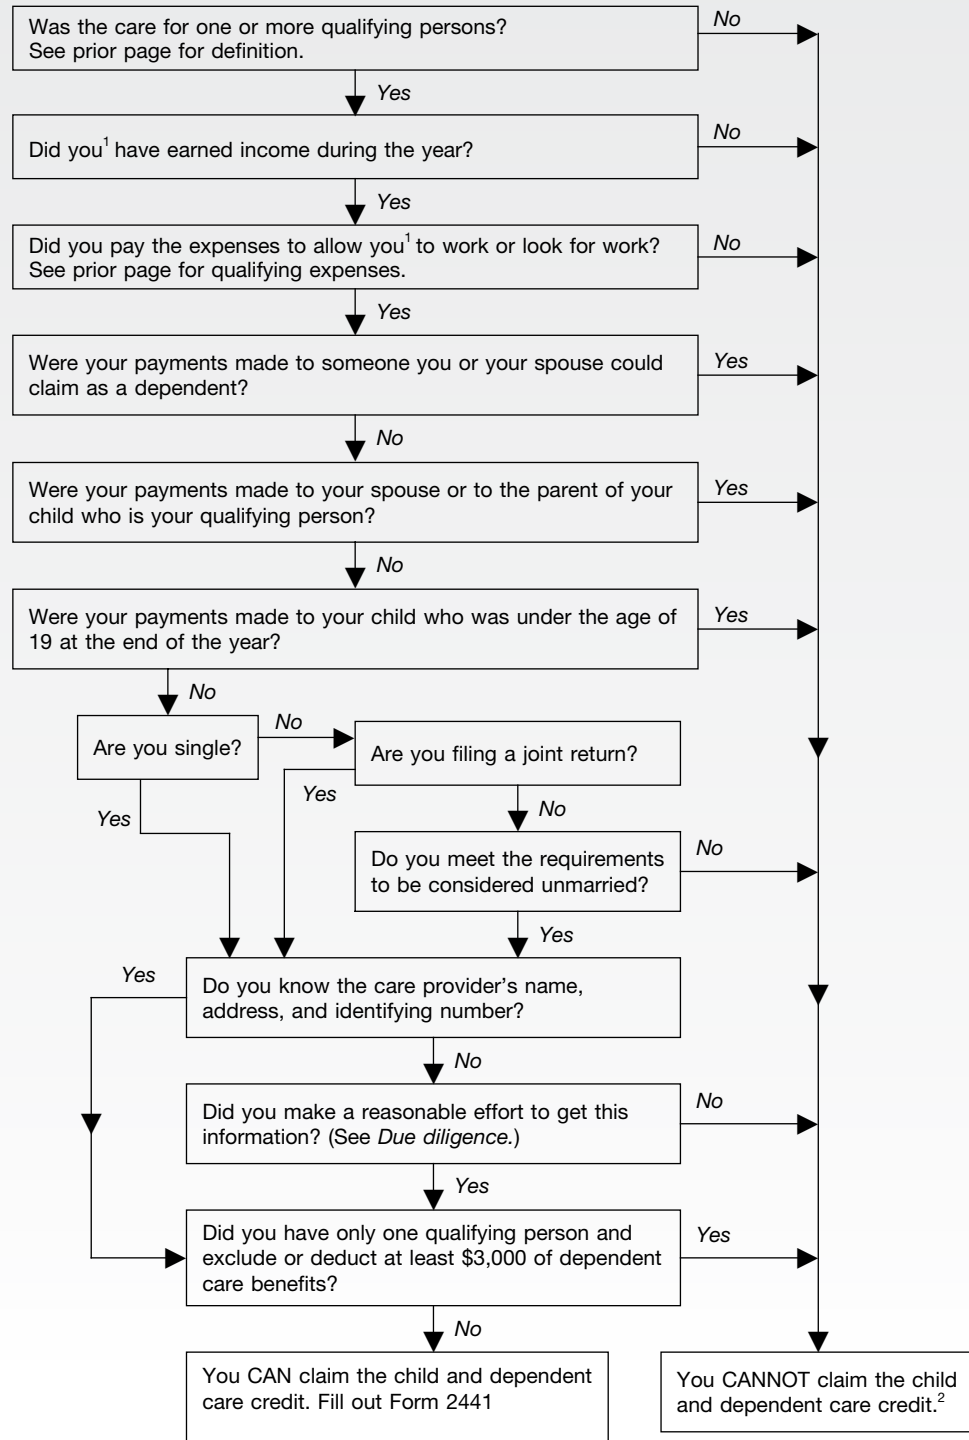 Was the care for one or more qualifying persons?
See prior page for definition.
No
Yes
Did you¹ have earned income during the year?
No
Yes
Did you pay the expenses to allow you¹ to work or look for work?
See prior page for qualifying expenses.
No
Yes
Were your payments made to someone you or your spouse could
claim as a dependent?
Yes
No
Were your payments made to your spouse or to the parent of your
child who is your qualifying person?
Yes
No
Were your payments made to your child who was under the age of
19 at the end of the year?
Yes
No
Are you single?
No
Are you filing a joint return?
Yes
Yes
No
Do you meet the requirements
to be considered unmarried?
No
Yes
Yes
Do you know the care provider’s name,
address, and identifying number?
No
Did you make a reasonable effort to get this
information? (See Due diligence.)
No
Yes
Did you have only one qualifying person and
exclude or deduct at least $3,000 of dependent
care benefits?
Yes
No
You CAN claim the child and dependent
care credit. Fill out Form 2441
You CANNOT claim the child
and dependent care credit.²